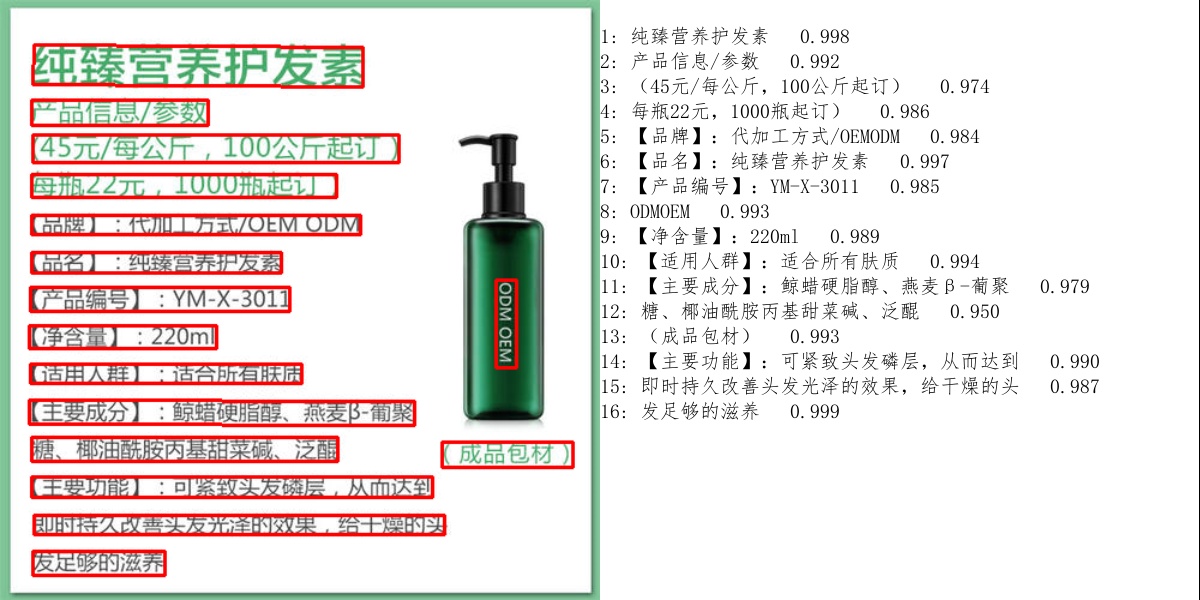 纯臻营养护发素
产品信息/参数
（45元/每公斤，100公斤起订）
每瓶22元，1000瓶起订）
【品牌】：代加工方式/OEM ODM
【品名】：纯臻营养护发素
【产品编号】：YM-X-3011
【净含量】：220ml
【适用人群】：适合所有肤质
【主要成分】：鲸蜡硬脂醇、燕麦β-葡聚
糖、椰油酰胺丙基甜菜碱、泛醌
【主要功能】：可紧致头发磷层，从而达到
即时持久改善头发光泽的效果，给干燥的头
发足够的滋养
ODM OEM
（成品包材）
1: 纯臻营养护发素 0.998
2: 产品信息/参数 0.992
3: （45元/每公斤，100公斤起订） 0.974
4: 每瓶22元，1000瓶起订） 0.986
5: 【品牌】：代加工方式/OEMODM 0.984
6: 【品名】：纯臻营养护发素 0.997
7: 【产品编号】：YM-X-3011 0.985
8: ODMOEM 0.993
9: 【净含量】：220ml 0.989
10: 【适用人群】：适合所有肤质 0.994
11: 【主要成分】：鲸蜡硬脂醇、燕麦β-葡聚 0.979
12: 糖、椰油酰胺丙基甜菜碱、泛醌 0.950
13: （成品包材） 0.993
14: 【主要功能】：可紧致头发磷层，从而达到 0.990
15: 即时持久改善头发光泽的效果，给干燥的头 0.987
16: 发足够的滋养 0.999